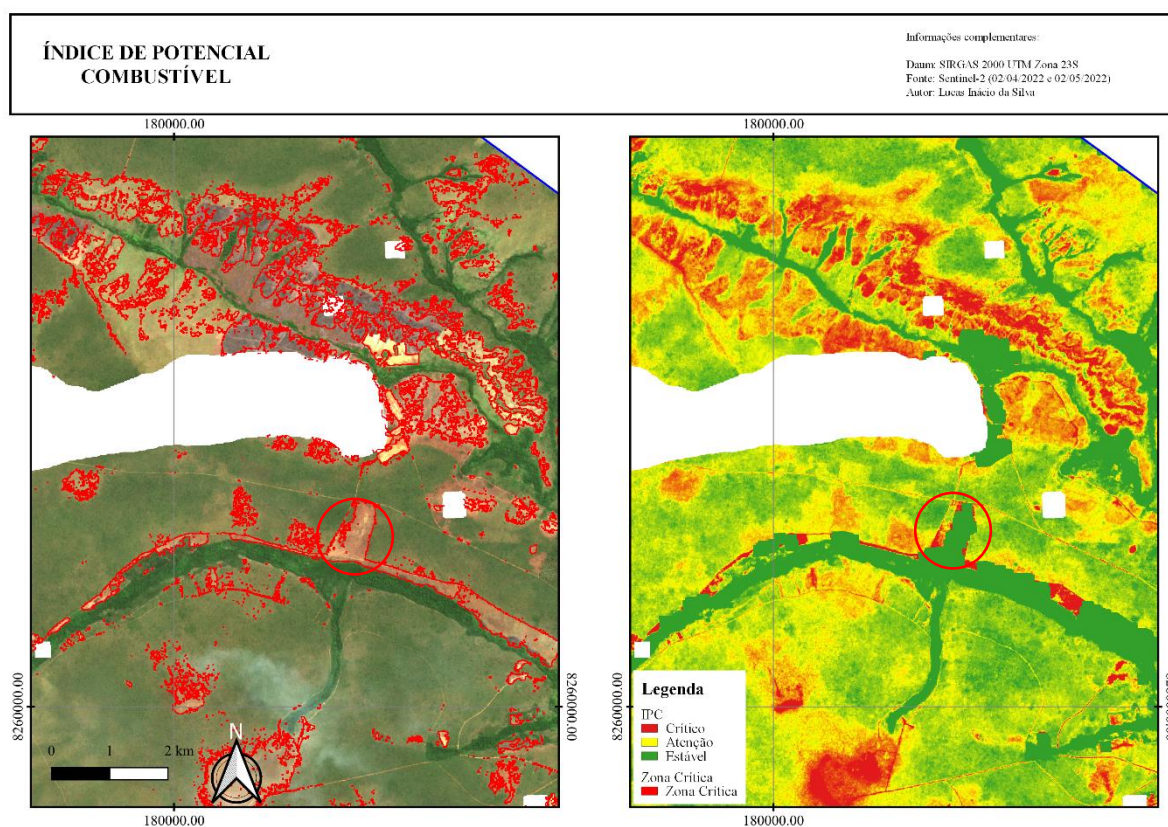 ÍNDICE DE POTENCIAL
COMBUSTÍVEL
Informações complementares:
Daum: SIRGAS 2000 UTM Zona 23S
Fonte: Sentinel-2 (02/04/2022 e 02/05/2022)
Autor: Lucas Inácio da Silva
180000.00
180000.00
8260000.00
8260000.00
8260000.00
N
0 1 2 km
Legenda
IPC
Crítico
Atenção
Estável
Zona Crítica
Zona Crítica
180000.00
180000.00